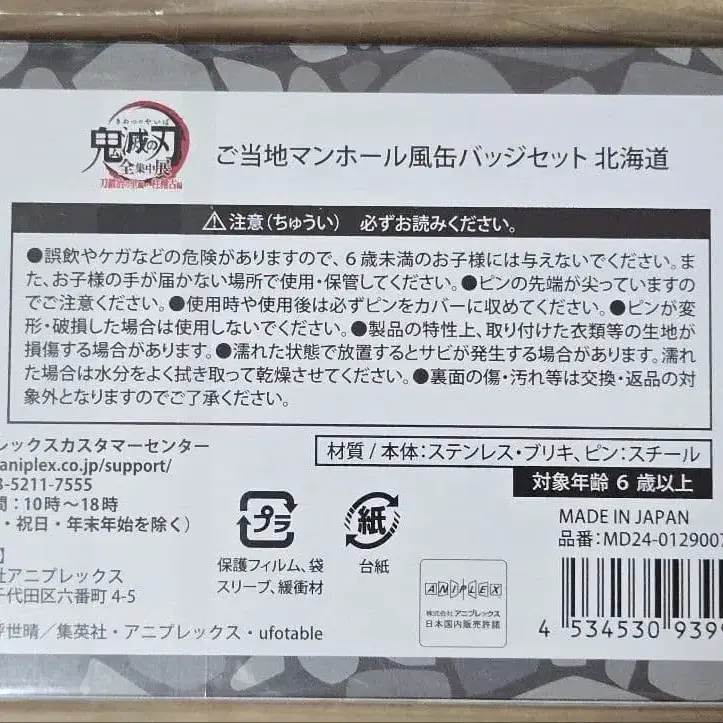 きめつのやいば
鬼滅の刃
全集中展
ご当地マンホール風缶バッジセット 北海道
⚠注意（ちゅうい） 必ずお読みください。
●誤飲やケガなどの危険がありますので、６歳未満のお子様には与えないでください。ま
た、お子様の手が届かない場所で使用・保管してください。●ピンの先端が尖っていますの
でご注意ください。●使用時や使用後は必ずピンをカバーに収めてください。●ピンが変
形・破損した場合は使用しないでください。●製品の特性上、取り付けた衣類等の生地が
損傷する場合があります。●濡れた状態で放置するとサビが発生する場合があります。濡れ
た場合は水分をよく拭き取って乾燥させてください。●裏面の傷・汚れ等は交換・返品の対
象外となりますのでご了承ください。
レックスカスタマーセンター
aniplex.co.jp/support/
3-5211-7555
間：10時～18時
・祝日・年末年始を除く）
材質 / 本体：ステンレス・ブリキ、ピン：スチール
対象年齢 6 歳以上
MADE IN JAPAN
品番：MD24-0129007
プラ
保護フィルム、袋
スリーブ、緩衝材
紙
台紙
】
社アニプレックス
千代田区六番町 4-5
ANIPLEX
株式会社アニプレックス
日本国内販売許諾
4 534530 9399
呼世晴／集英社・アニプレックス・ufotable